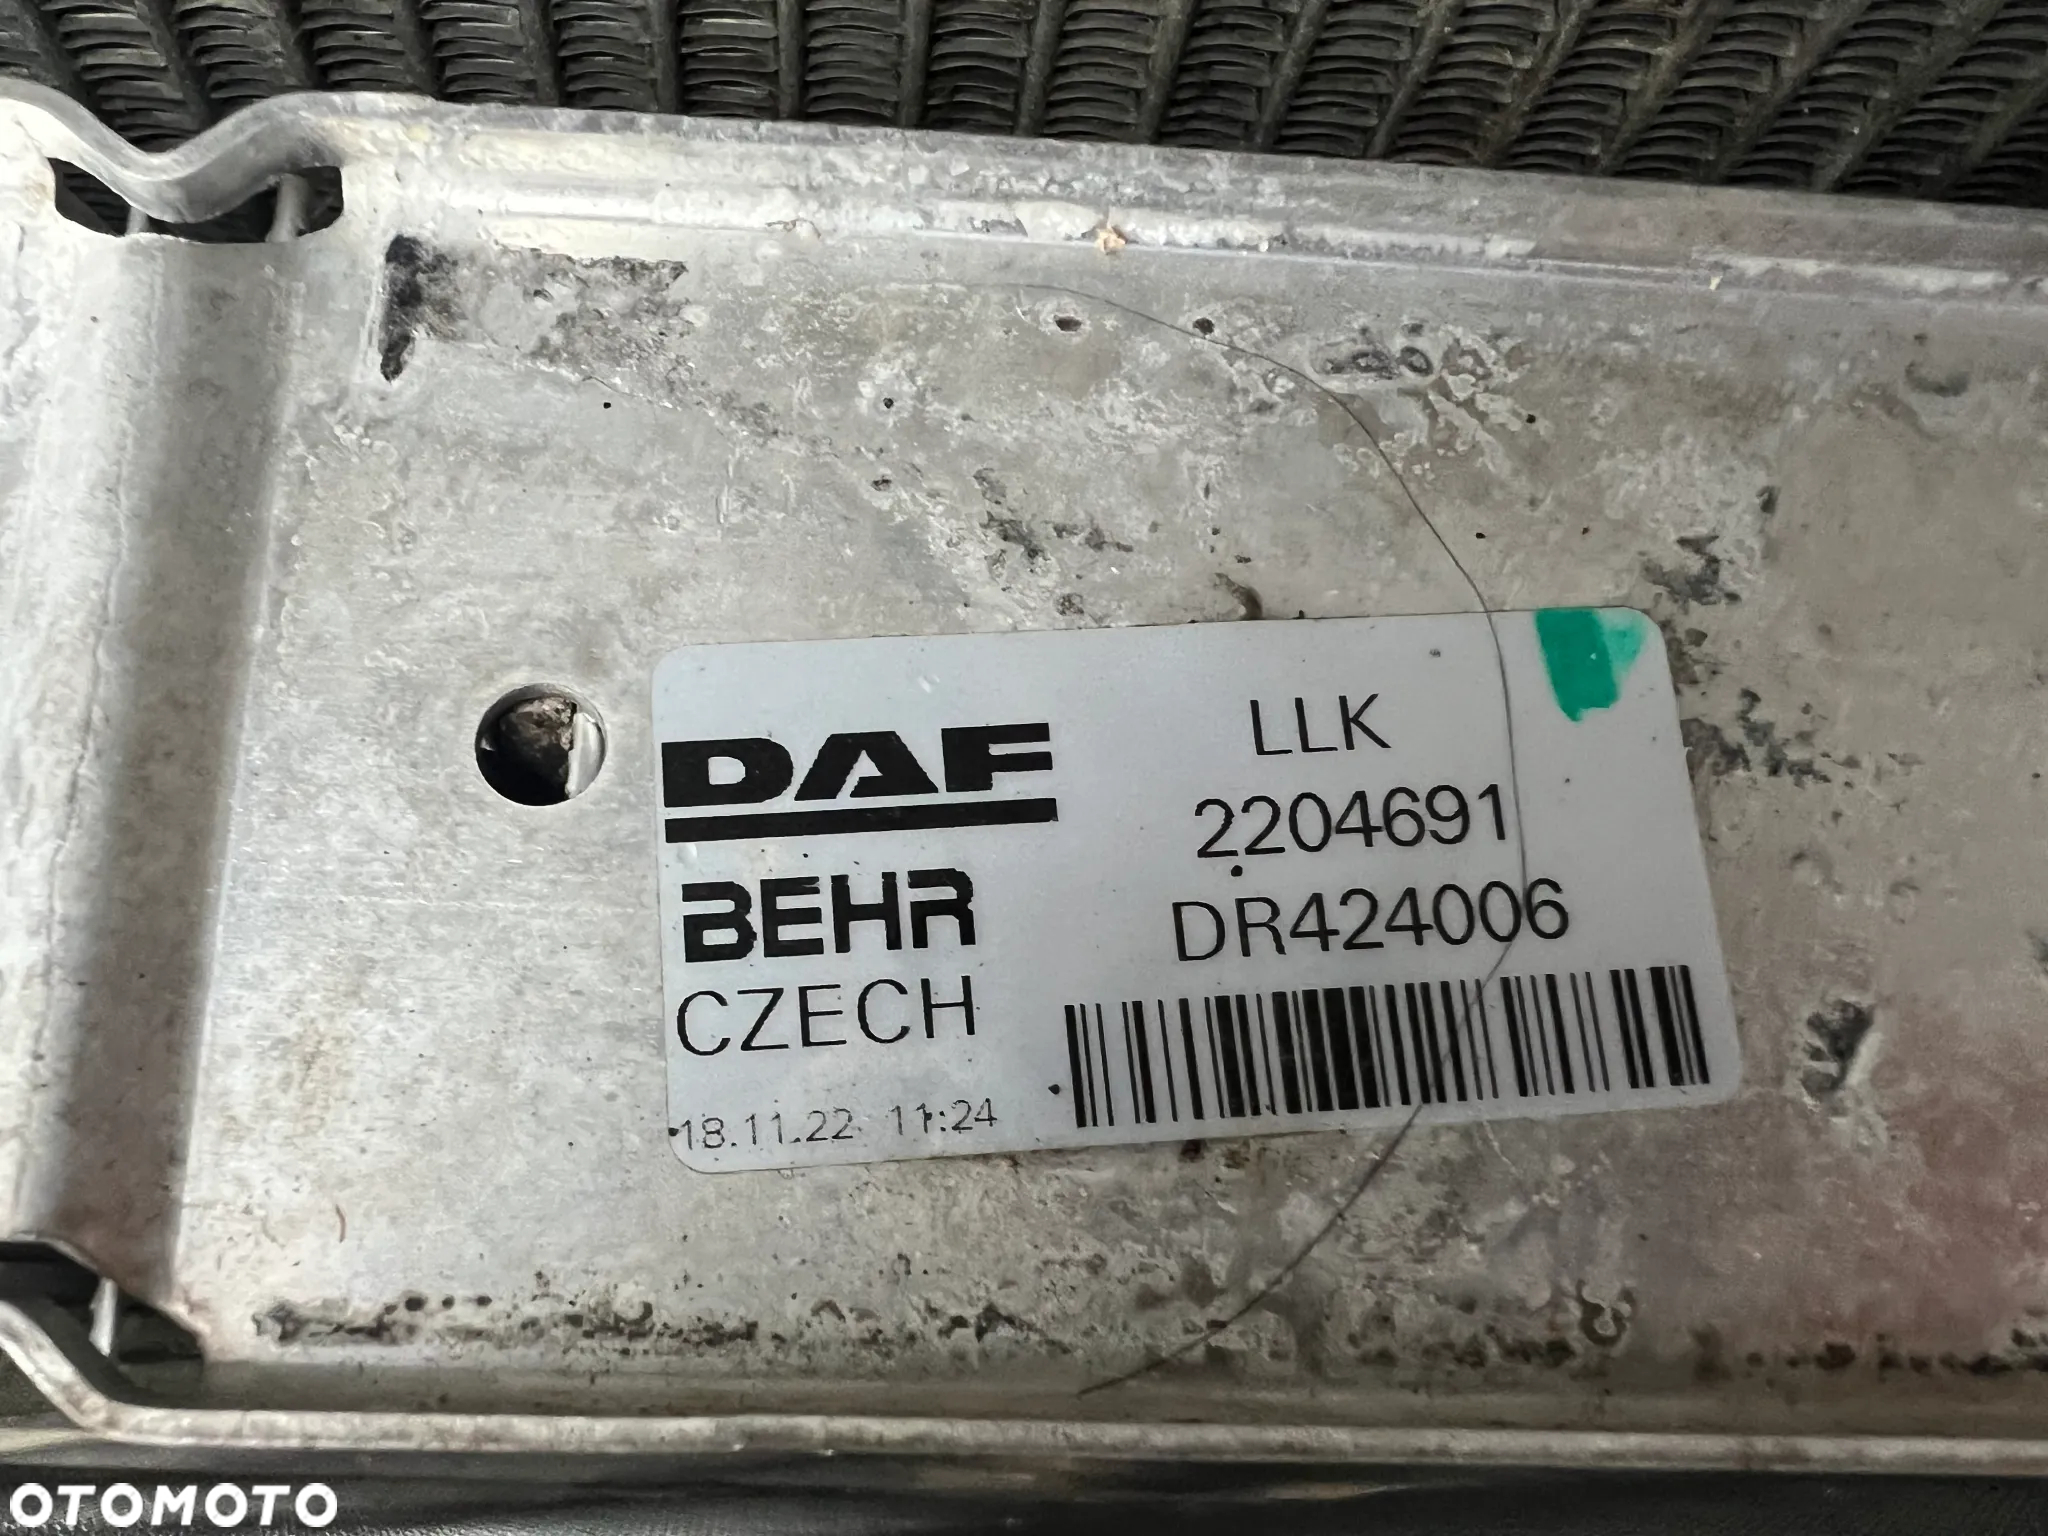 DAF
LLK
2204691
BEHR
DR424006
CZECH
18.11.22 11:24
OTOMOTO